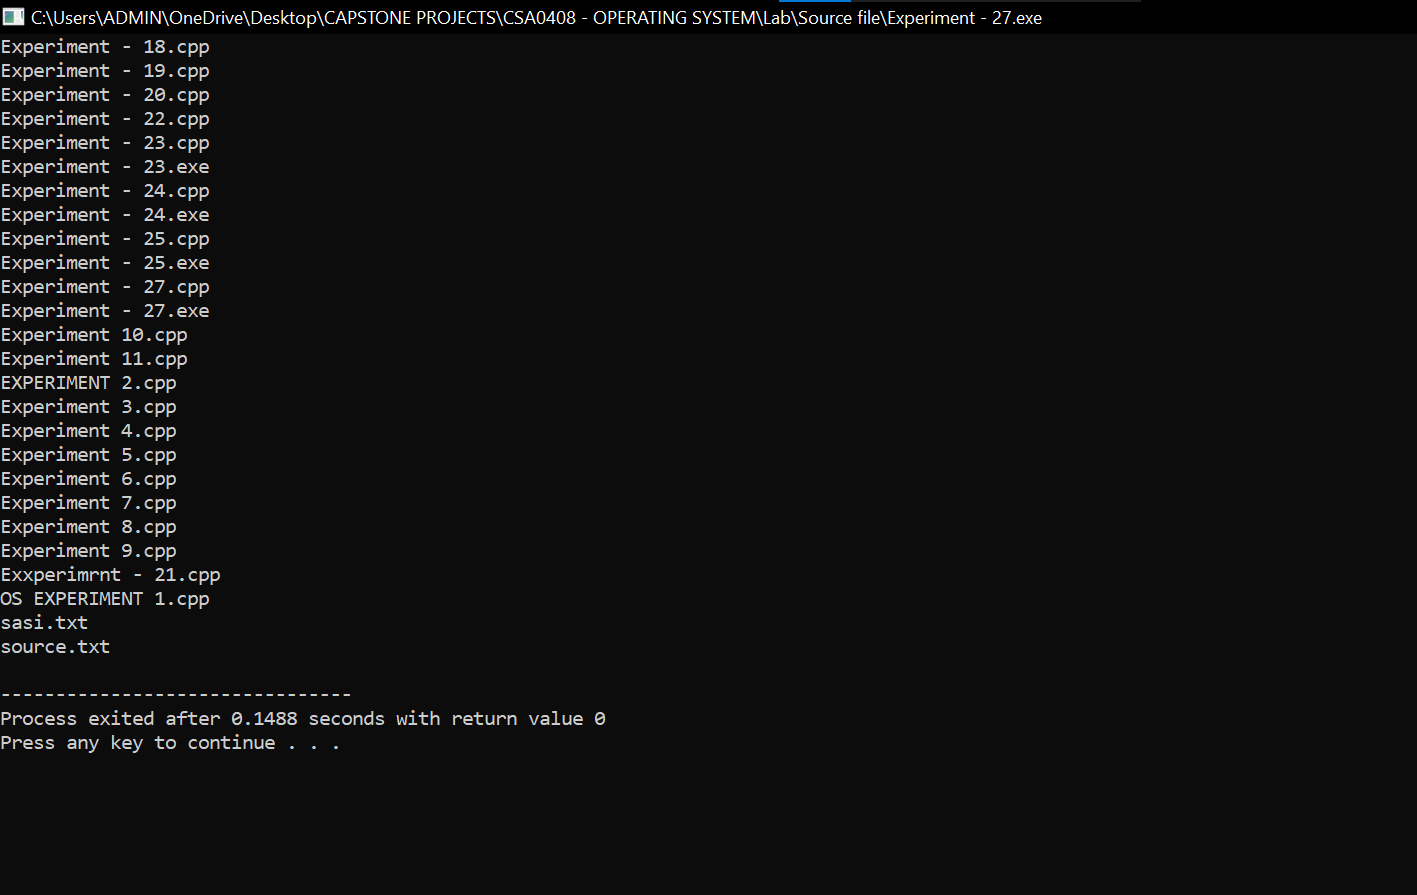 C:\Users\ADMIN\OneDrive\Desktop\CAPSTONE PROJECTS\CSA0408 - OPERATING SYSTEM\Lab\Source file\Experiment - 27.exe
Experiment - 18.cpp
Experiment - 19.cpp
Experiment - 20.cpp
Experiment - 22.cpp
Experiment - 23.cpp
Experiment - 23.exe
Experiment - 24.cpp
Experiment - 24.exe
Experiment - 25.cpp
Experiment - 25.exe
Experiment - 27.cpp
Experiment - 27.exe
Experiment 10.cpp
Experiment 11.cpp
EXPERIMENT 2.cpp
Experiment 3.cpp
Experiment 4.cpp
Experiment 5.cpp
Experiment 6.cpp
Experiment 7.cpp
Experiment 8.cpp
Experiment 9.cpp
Exxperimrnt - 21.cpp
OS EXPERIMENT 1.cpp
sasi.txt
source.txt
--------------------------------
Process exited after 0.1488 seconds with return value 0
Press any key to continue . . .